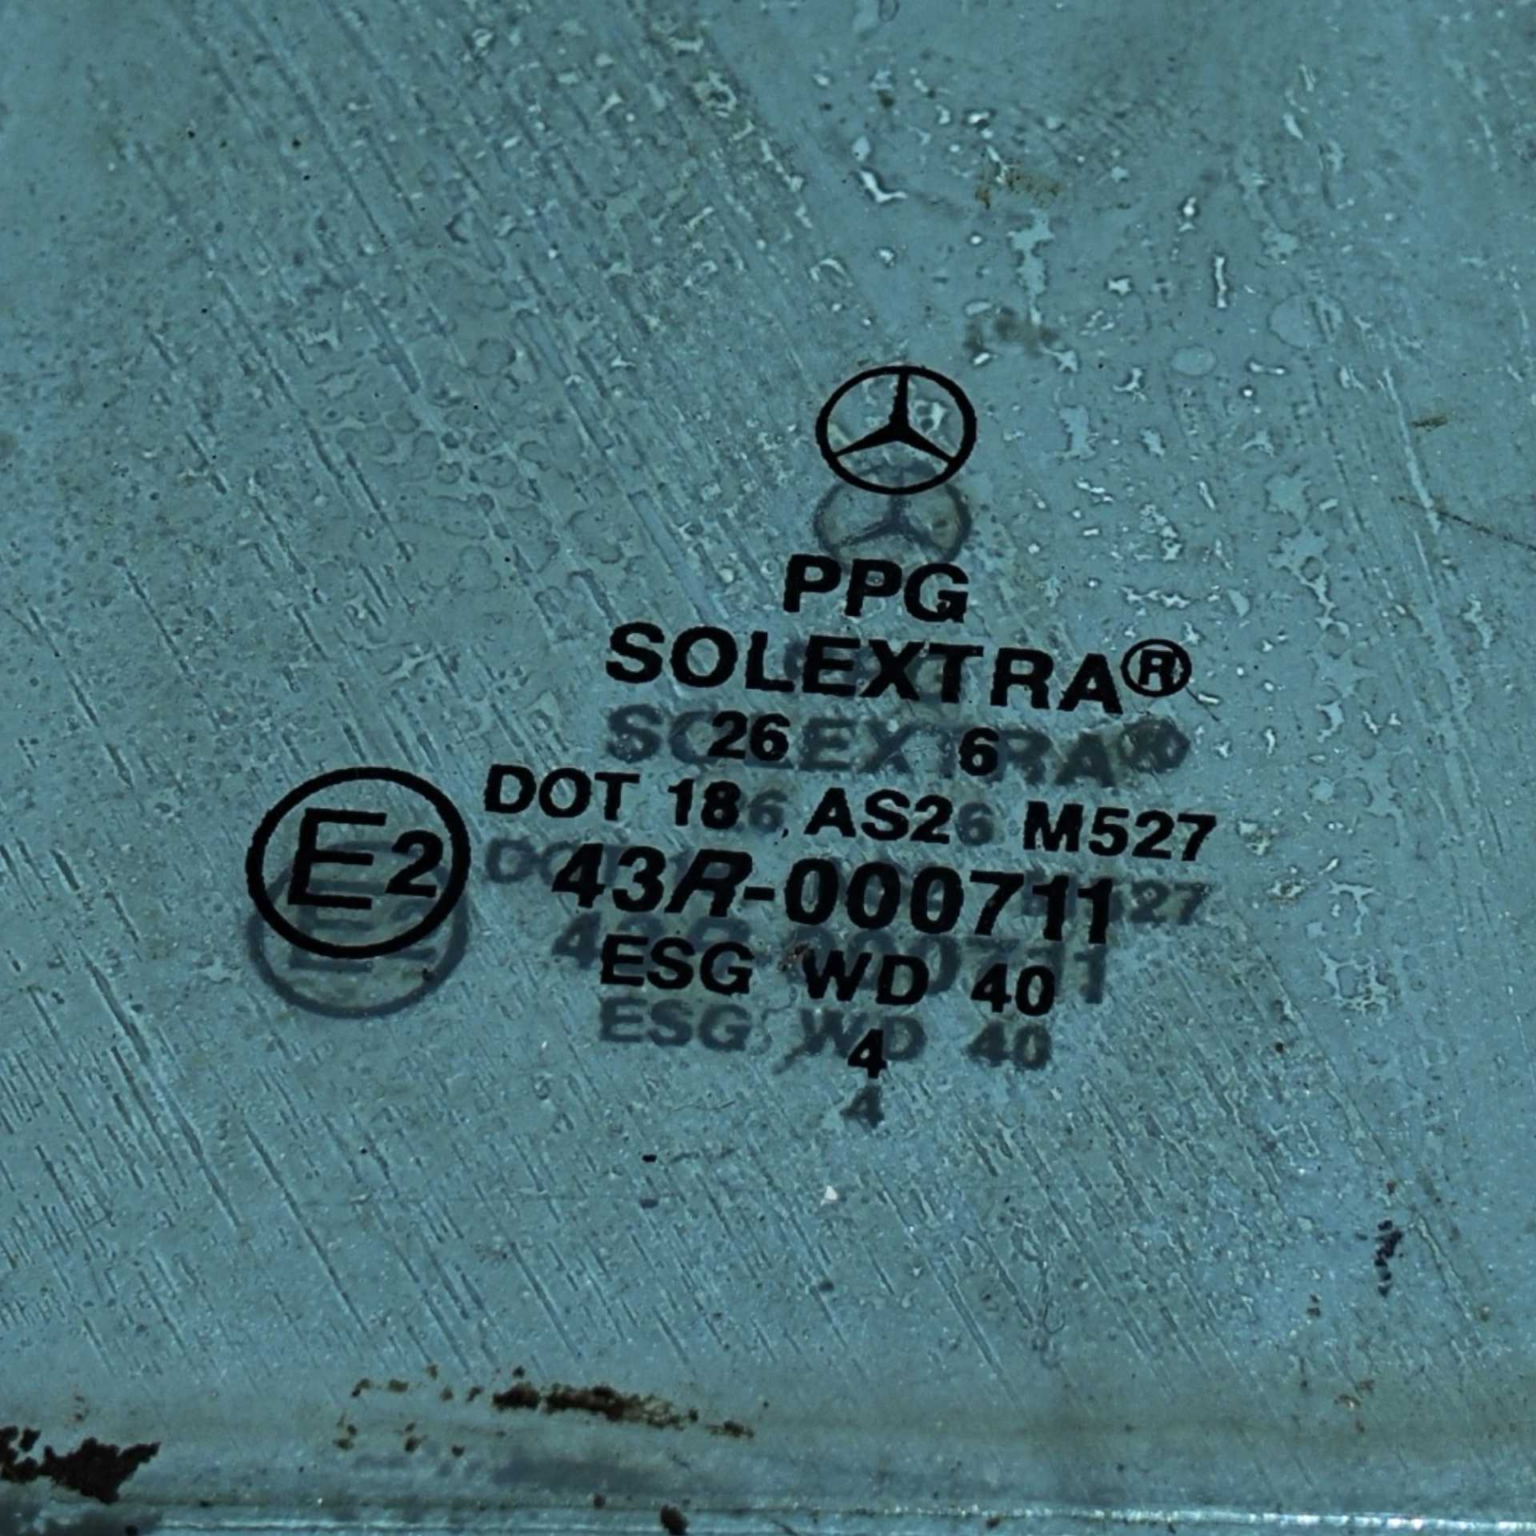 PPG
SOLEXTRA®
26 6
DOT 18 AS2 M527
E2 43R-000711
ESG WD 40
4